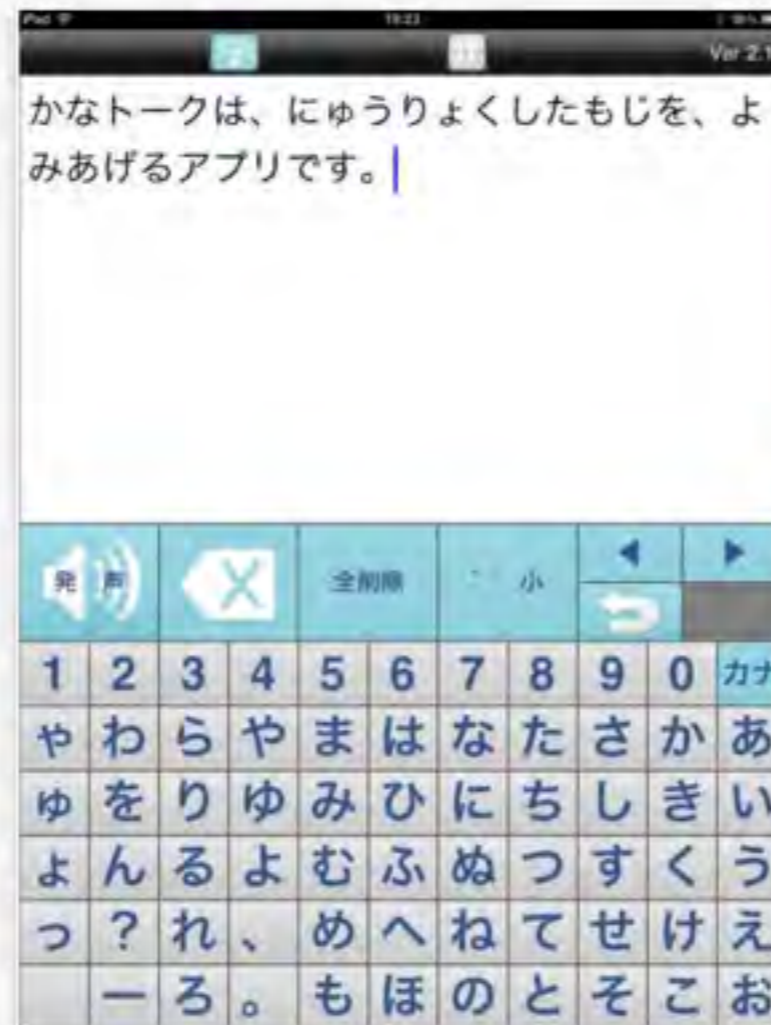 iPad 19:23
Ver 2.1
かなトークは、にゅうりょくしたもじを、よ
みあげるアプリです。
発声 全削除 ゛ 小
1 2 3 4 5 6 7 8 9 0 カナ
ゃ わ ら や ま は な た さ か あ
ゅ を り ゆ み ひ に ち し き い
ょ ん る よ む ふ ぬ つ す く う
っ ? れ 、 め へ ね て せ け え
ー ろ 。 も ほ の と そ こ お